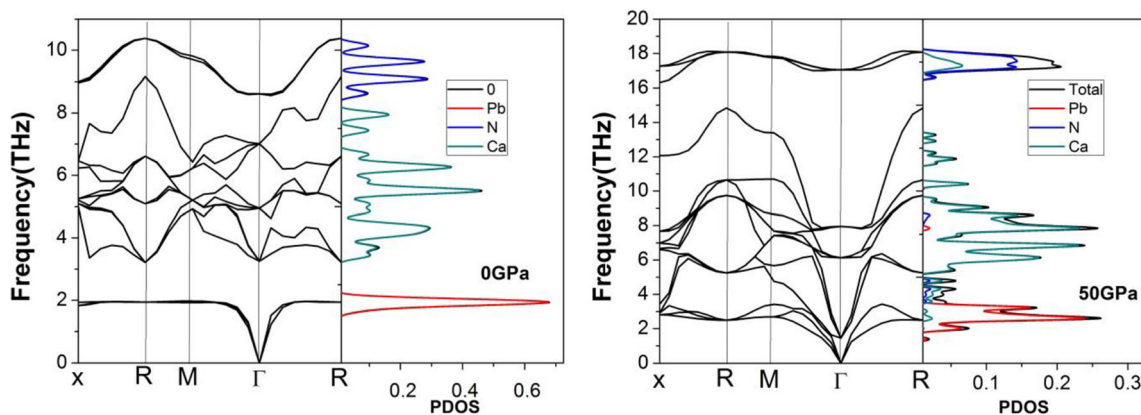 Frequency(THz)
10
8
6
4
2
0
0
Pb
N
Ca
0GPa
X R M Γ R
0.2 0.4 0.6
PDOS
Frequency(THz)
20
18
16
14
12
10
8
6
4
2
0
Total
Pb
N
Ca
50GPa
X R M Γ R
0.1 0.2 0.3
PDOS